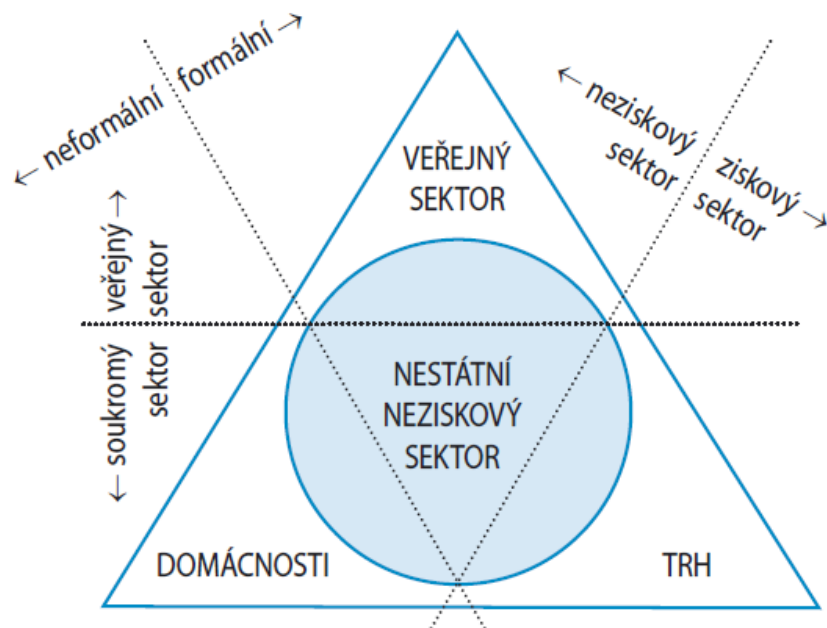 ← neformální formální →
← neziskový
sektor
ziskový →
sektor
VEŘEJNÝ
SEKTOR
veřejný →
sektor
← soukromý
sektor
NESTÁTNÍ
NEZISKOVÝ
SEKTOR
DOMÁCNOSTI
TRH